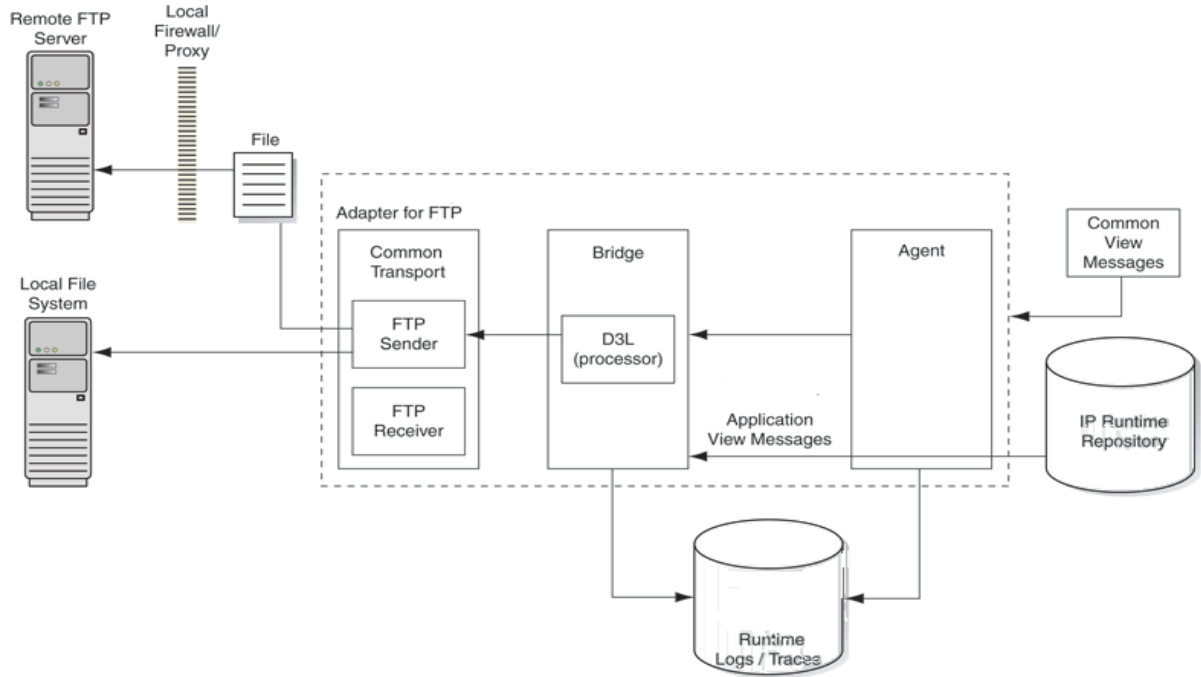 Remote FTP
Server
Local
Firewall/
Proxy
File
Adapter for FTP
Common
Transport
FTP
Sender
FTP
Receiver
Bridge
D3L
(processor)
Agent
Common
View
Messages
Local File
System
Application
View Messages
IP Runtime
Repository
Runtime
Logs / Traces